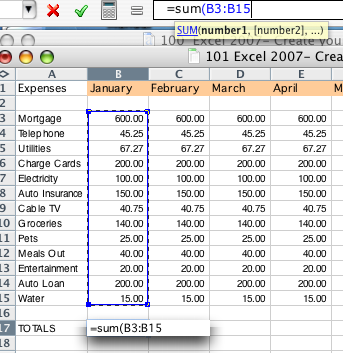 =sum(B3:B15
SUM(number1, [number2], ...)
100 Excel 2007- Create your
101 Excel 2007- Crea
A B C D E
1 Expenses January February March April M
2
3 Mortgage 600.00 600.00 600.00 600.00
4 Telephone 45.25 45.25 45.25 45.25
5 Utilities 67.27 67.27 67.27 67.27
6 Charge Cards 200.00 200.00 200.00 200.00
7 Electricity 100.00 100.00 100.00 100.00
8 Auto Insurance 150.00 150.00 150.00 150.00
9 Cable TV 40.75 40.75 40.75 40.75
10 Groceries 140.00 140.00 140.00 140.00
11 Pets 25.00 25.00 25.00 25.00
12 Meals Out 40.00 40.00 40.00 40.00
13 Entertainment 20.00 20.00 20.00 20.00
14 Auto Loan 200.00 200.00 200.00 200.00
15 Water 15.00 15.00 15.00 15.00
16
17 TOTALS =sum(B3:B15
18